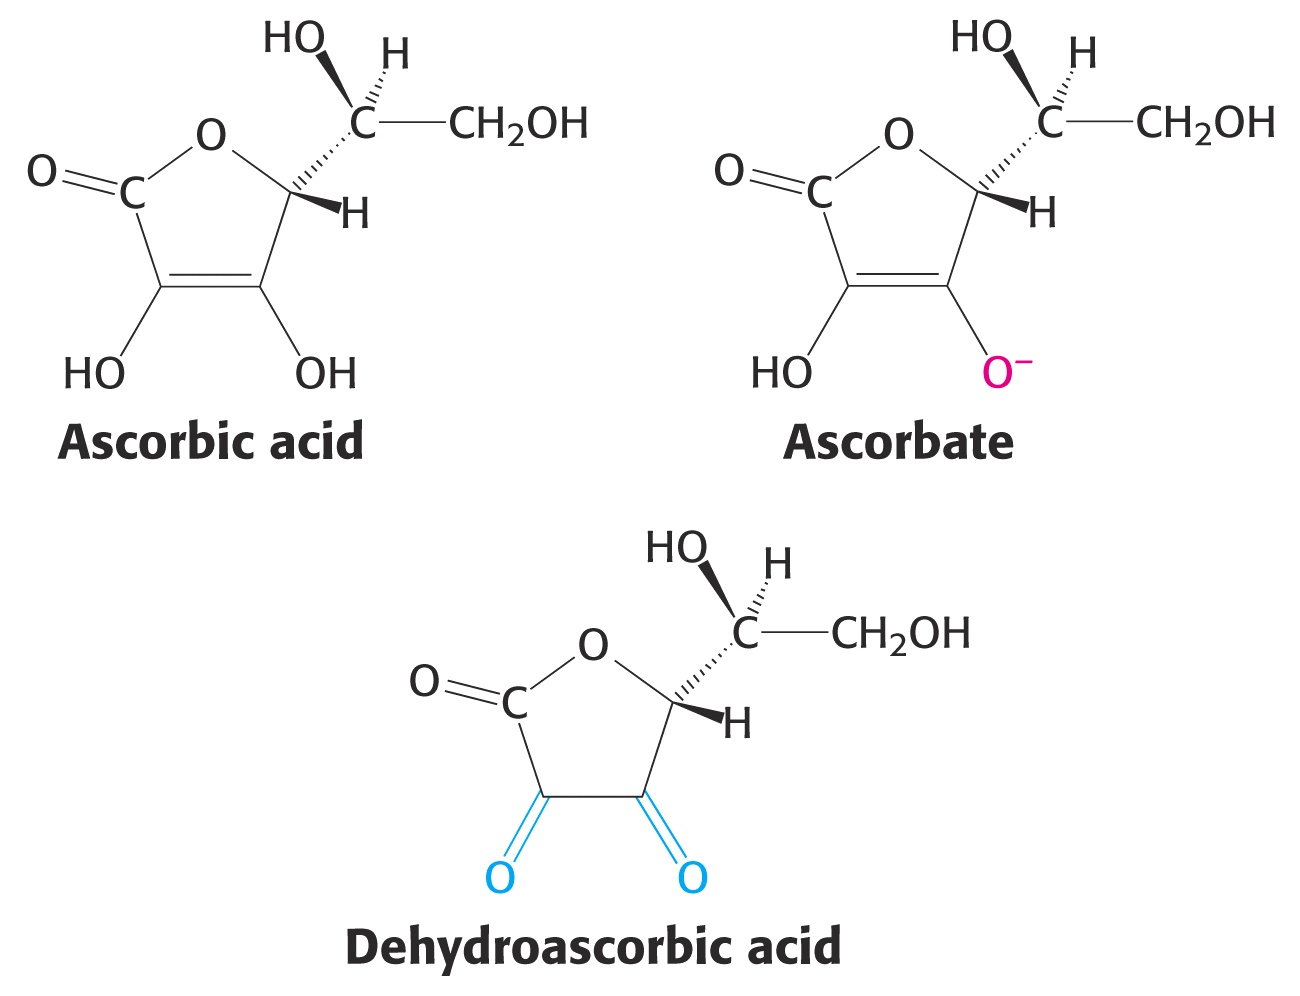 HO
H
C
CH₂OH
O
O
C
H
HO
OH
Ascorbic acid
HO
H
C
CH₂OH
O
O
C
H
HO
O⁻
Ascorbate
HO
H
C
CH₂OH
O
O
C
H
O
O
Dehydroascorbic acid